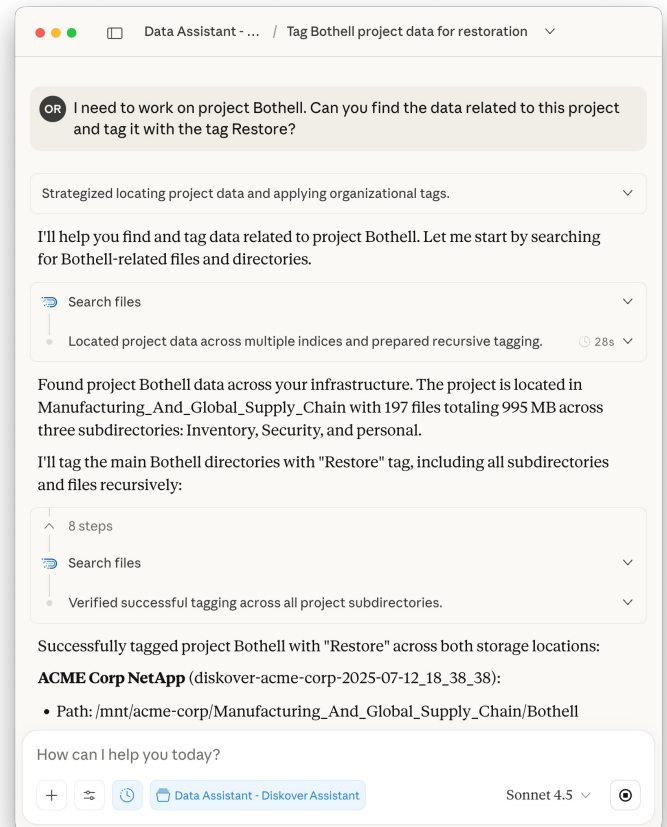 Data Assistant - ... / Tag Bothell project data for restoration
OR
I need to work on project Bothell. Can you find the data related to this project
and tag it with the tag Restore?
Strategized locating project data and applying organizational tags.
I'll help you find and tag data related to project Bothell. Let me start by searching
for Bothell-related files and directories.
Search files
Located project data across multiple indices and prepared recursive tagging. 28s
Found project Bothell data across your infrastructure. The project is located in
Manufacturing_And_Global_Supply_Chain with 197 files totaling 995 MB across
three subdirectories: Inventory, Security, and personal.
I'll tag the main Bothell directories with "Restore" tag, including all subdirectories
and files recursively:
8 steps
Search files
Verified successful tagging across all project subdirectories.
Successfully tagged project Bothell with "Restore" across both storage locations:
ACME Corp NetApp (diskover-acme-corp-2025-07-12_18_38_38):
• Path: /mnt/acme-corp/Manufacturing_And_Global_Supply_Chain/Bothell
How can I help you today?
Data Assistant - Diskover Assistant
Sonnet 4.5